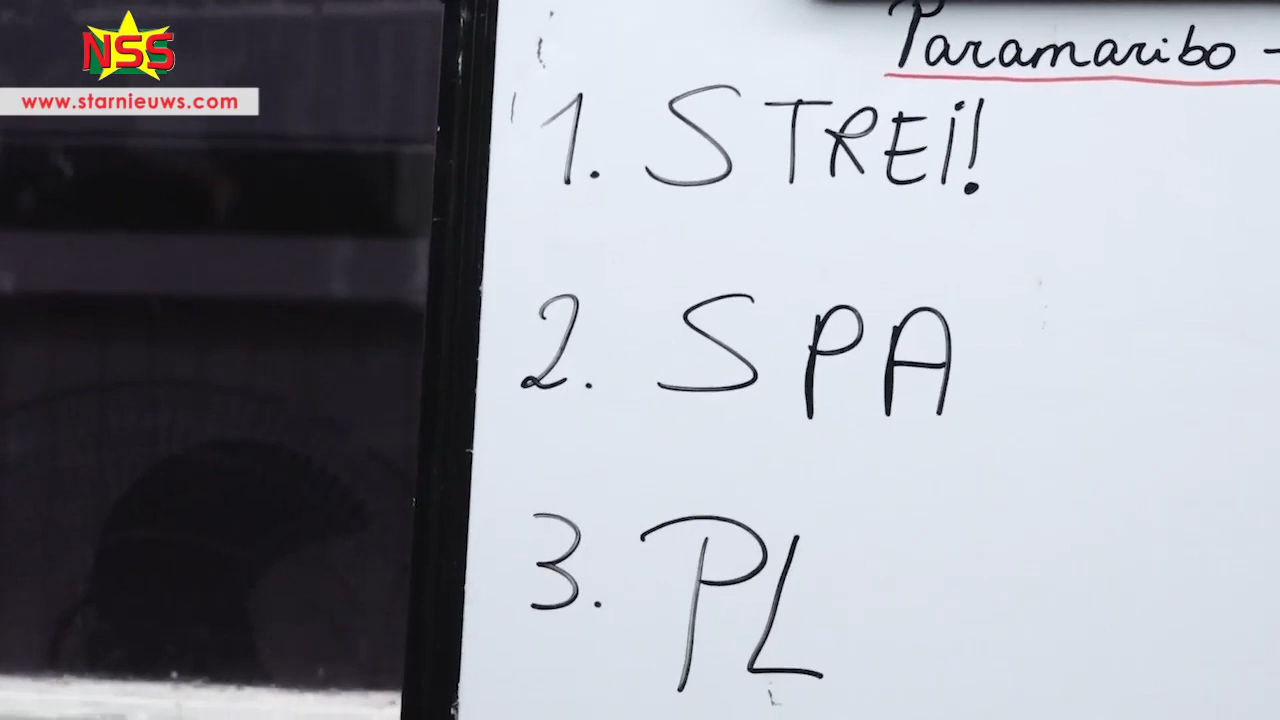 NSS
www.starnieuws.com
Paramaribo -
1. STREi!
2. SPA
3. PL